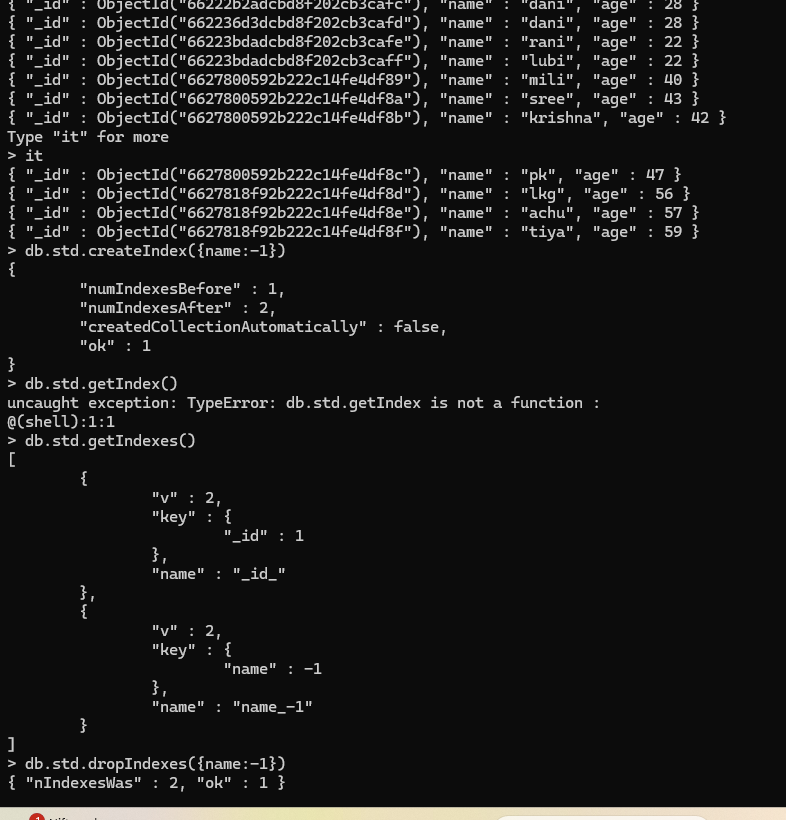 { "_id" : ObjectId("66222b2adcbd8f202cb3cafc"), "name" : "dani", "age" : 28 }
{ "_id" : ObjectId("662236d3dcbd8f202cb3cafd"), "name" : "dani", "age" : 28 }
{ "_id" : ObjectId("66223bdadcbd8f202cb3cafe"), "name" : "rani", "age" : 22 }
{ "_id" : ObjectId("66223bdadcbd8f202cb3caff"), "name" : "lubi", "age" : 22 }
{ "_id" : ObjectId("6627800592b222c14fe4df89"), "name" : "mili", "age" : 40 }
{ "_id" : ObjectId("6627800592b222c14fe4df8a"), "name" : "sree", "age" : 43 }
{ "_id" : ObjectId("6627800592b222c14fe4df8b"), "name" : "krishna", "age" : 42 }
Type "it" for more
> it
{ "_id" : ObjectId("6627800592b222c14fe4df8c"), "name" : "pk", "age" : 47 }
{ "_id" : ObjectId("6627818f92b222c14fe4df8d"), "name" : "lkg", "age" : 56 }
{ "_id" : ObjectId("6627818f92b222c14fe4df8e"), "name" : "achu", "age" : 57 }
{ "_id" : ObjectId("6627818f92b222c14fe4df8f"), "name" : "tiya", "age" : 59 }
> db.std.createIndex({name:-1})
{
        "numIndexesBefore" : 1,
        "numIndexesAfter" : 2,
        "createdCollectionAutomatically" : false,
        "ok" : 1
}
> db.std.getIndex()
uncaught exception: TypeError: db.std.getIndex is not a function :
@(shell):1:1
> db.std.getIndexes()
[
        {
                "v" : 2,
                "key" : {
                        "_id" : 1
                },
                "name" : "_id_"
        },
        {
                "v" : 2,
                "key" : {
                        "name" : -1
                },
                "name" : "name_-1"
        }
]
> db.std.dropIndexes({name:-1})
{ "nIndexesWas" : 2, "ok" : 1 }